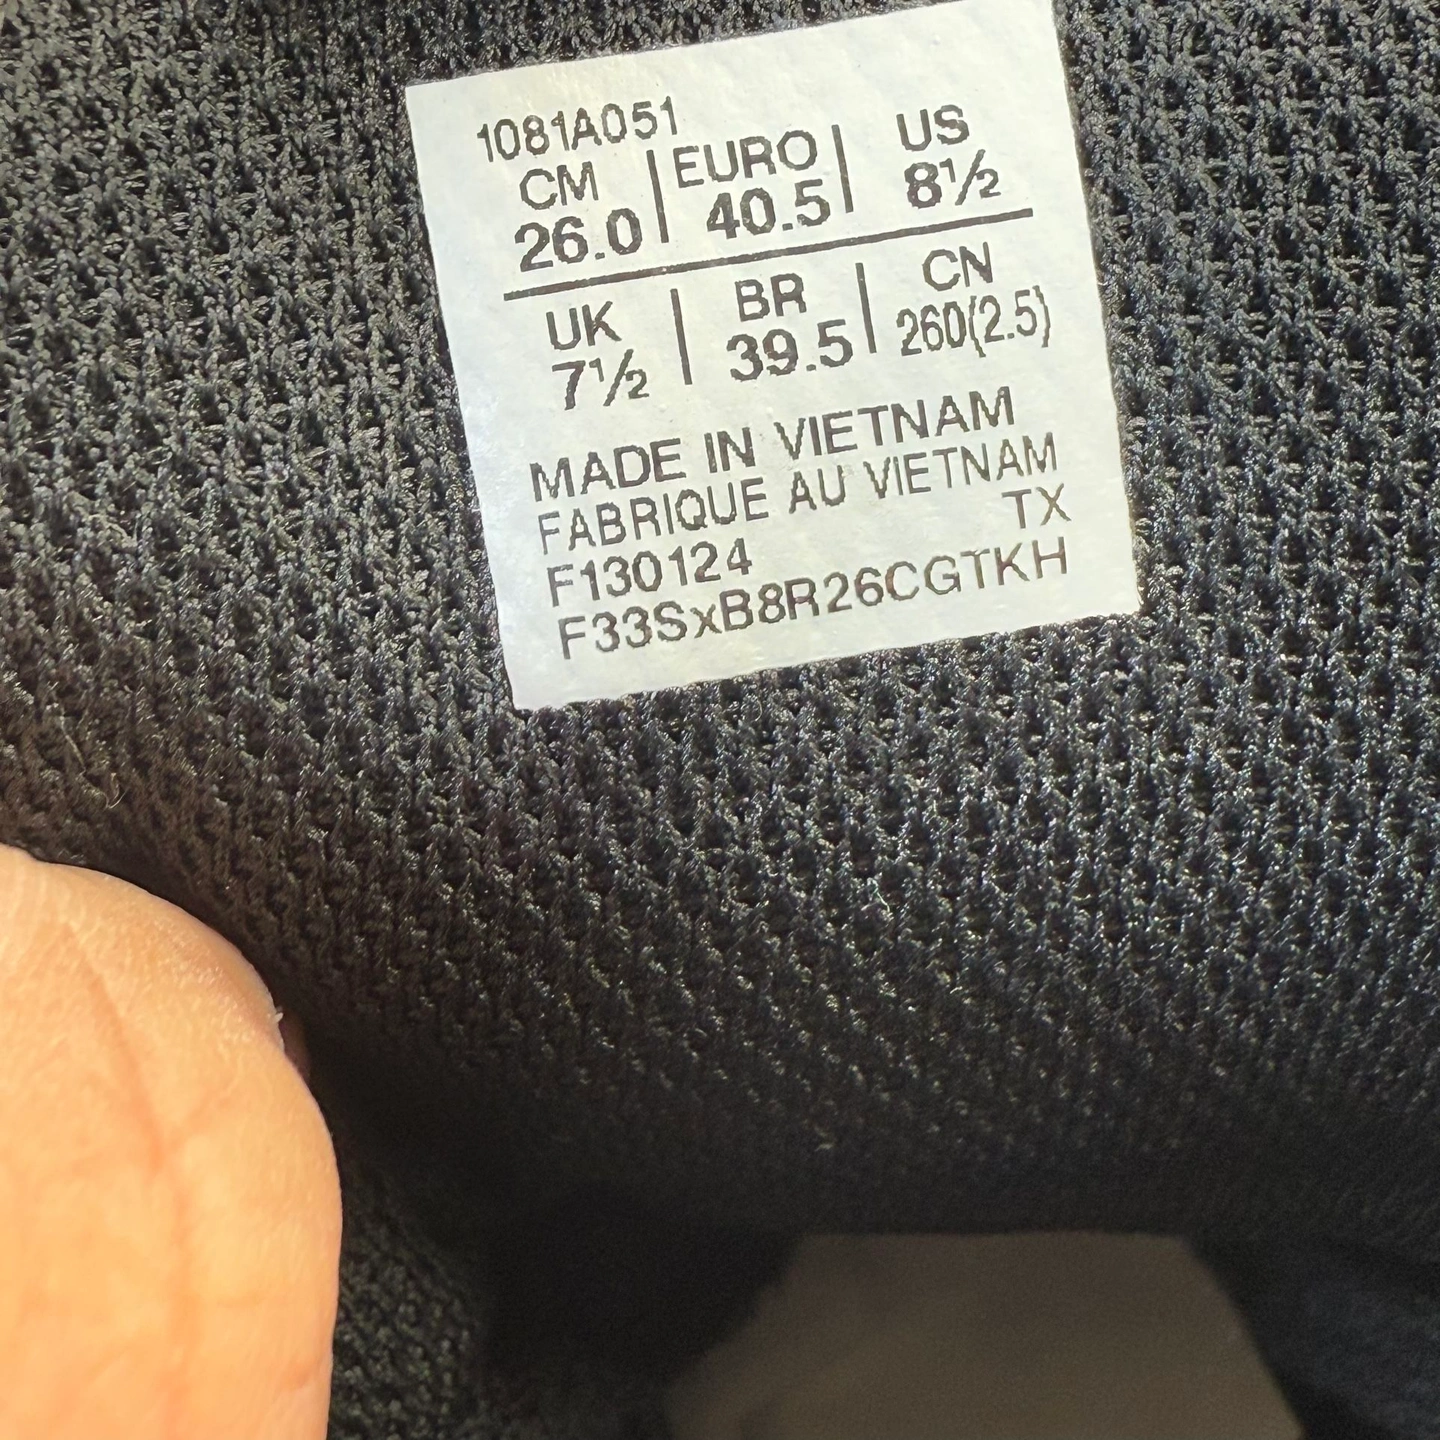 1081A051
CM | EURO | US
26.0 | 40.5 | 8½
UK | BR | CN
7½ | 39.5 | 260(2.5)
MADE IN VIETNAM
FABRIQUE AU VIETNAM
TX
F130124
F33SxB8R26CGTKH